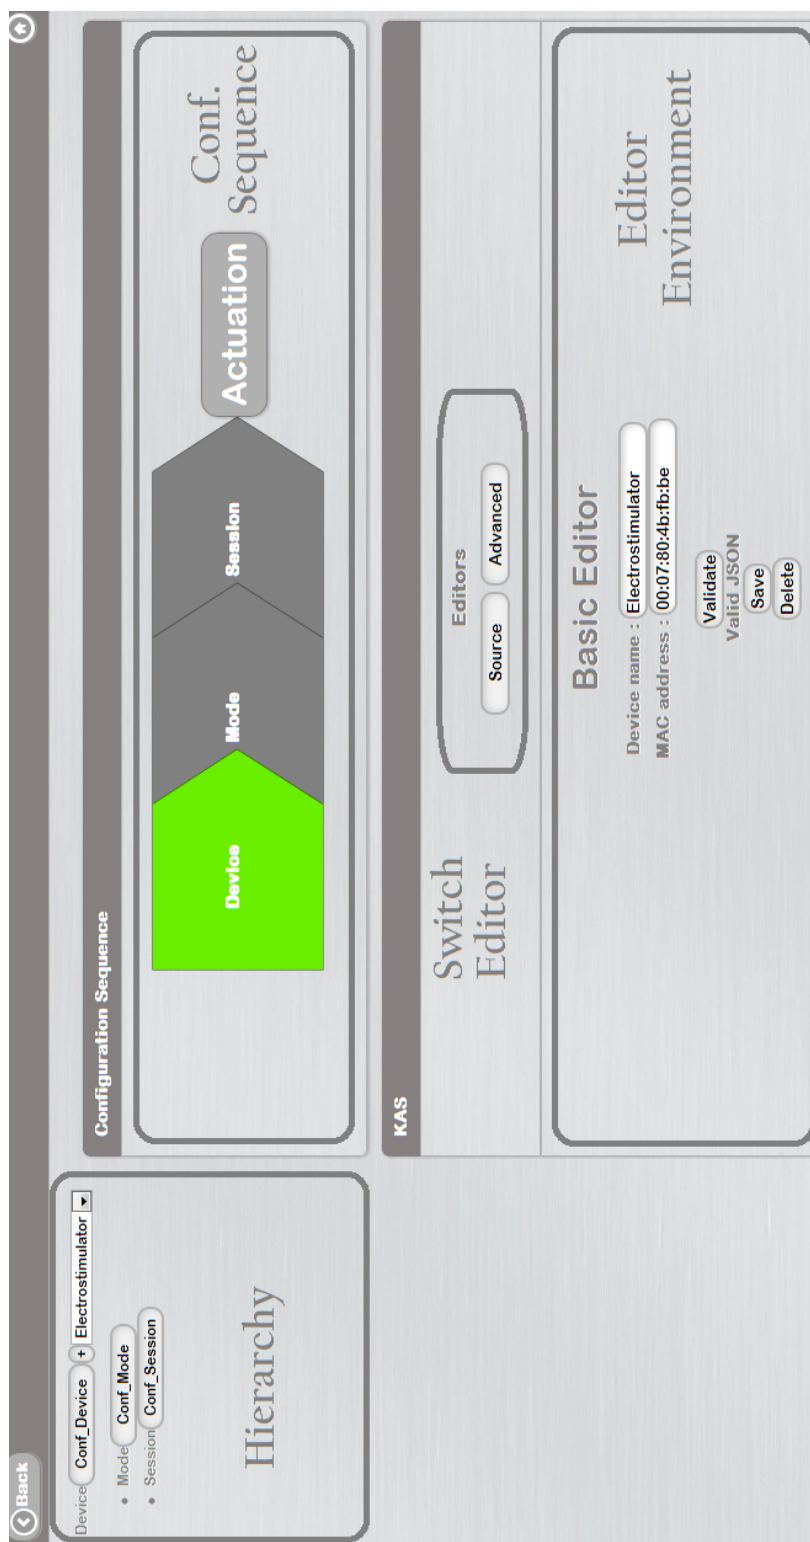 Back
Device Conf_Device + Electrostimulator
• Mode Conf_Mode
• Session Conf_Session
Hierarchy
Configuration Sequence
Device
Mode
Session
Actuation
Conf.
Sequence
KAS
Switch
Editor
Editors
Source Advanced
Basic Editor
Device name : Electrostimulator
MAC address : 00:07:80:4b:fb:be
Validate
Valid JSON
Save
Delete
Editor
Environment